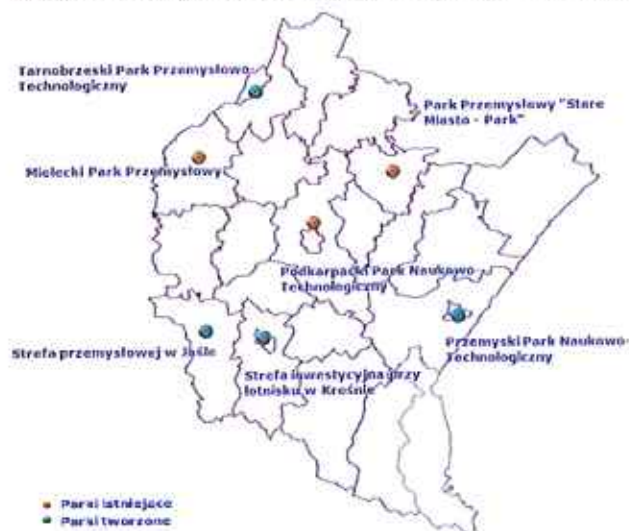 Tarnobrzeski Park Przemysłowo-
Technologiczny
Park Przemysłowy "Stare
Miasto - Park"
Mielecki Park Przemysłowy
Podkarpacki Park Naukowo-
Technologiczny
Strefa przemysłowej w Jaśle
Strefa inwestycyjna przy
lotnisku w Krośnie
Przemyski Park Naukowo-
Technologiczny
Parki istniejące
Parki tworzone